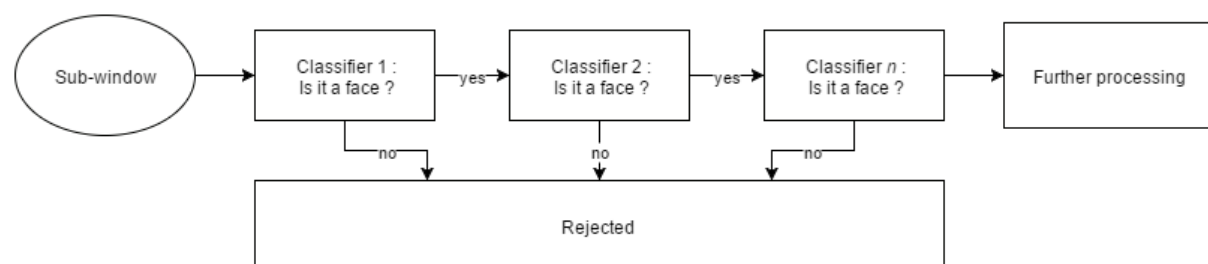 Sub-window
Classifier 1 :
Is it a face ?
yes
Classifier 2 :
Is it a face ?
yes
Classifier n :
Is it a face ?
Further processing
no
no
no
Rejected